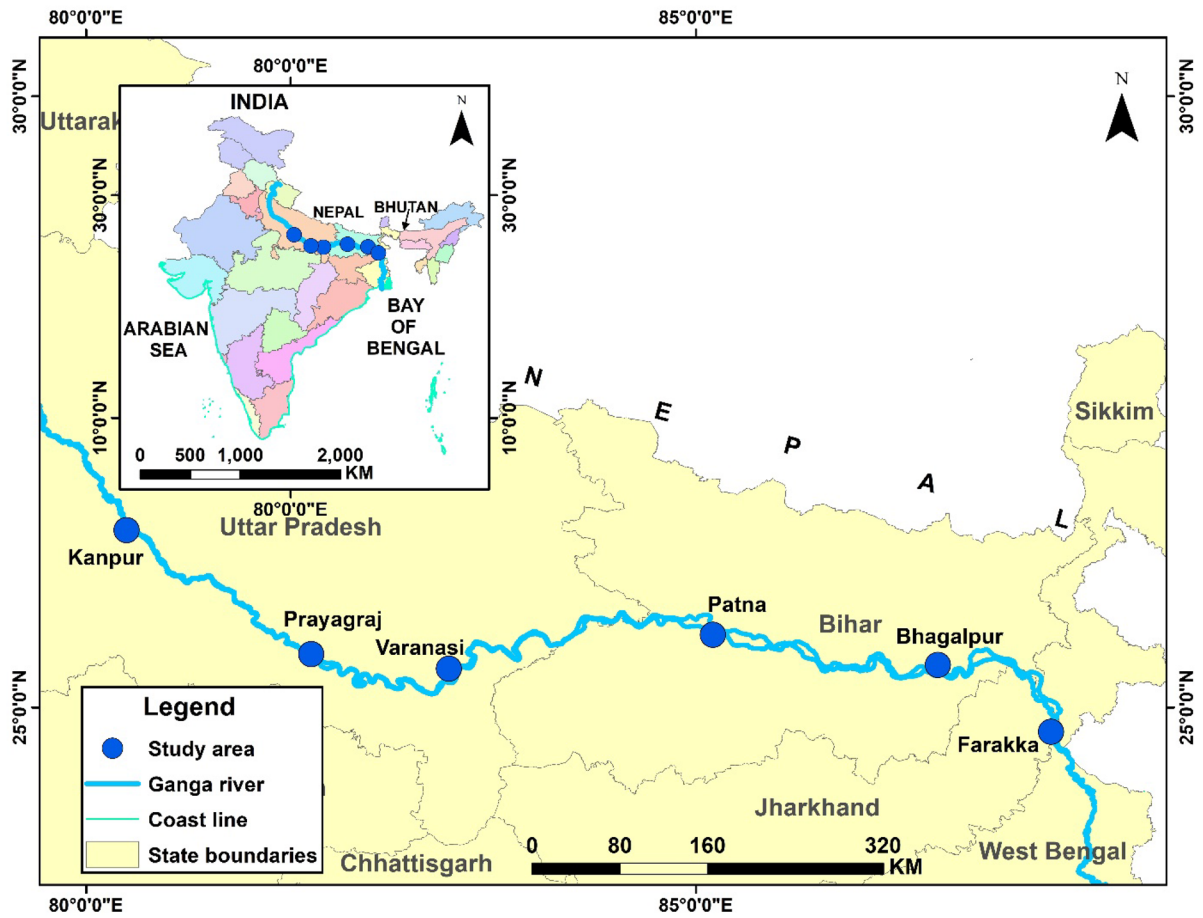 80°0'0"E
85°0'0"E
30°0'0"N
30°0'0"N
Uttarak
80°0'0"E
INDIA
N
N
30°0'0"N
NEPAL
BHUTAN
ARABIAN
SEA
BAY
OF
BENGAL
10°0'0"N
10°0'0"N
0 500 1,000 2,000
KM
80°0'0"E
N
E
P
A
L
Sikkim
Uttar Pradesh
Kanpur
Prayagraj
Varanasi
Patna
Bihar
Bhagalpur
25°0'0"N
25°0'0"N
Farakka
Legend
Study area
Ganga river
Coast line
State boundaries
Jharkhand
Chhattisgarh
West Bengal
0 80 160 320
KM
80°0'0"E
85°0'0"E